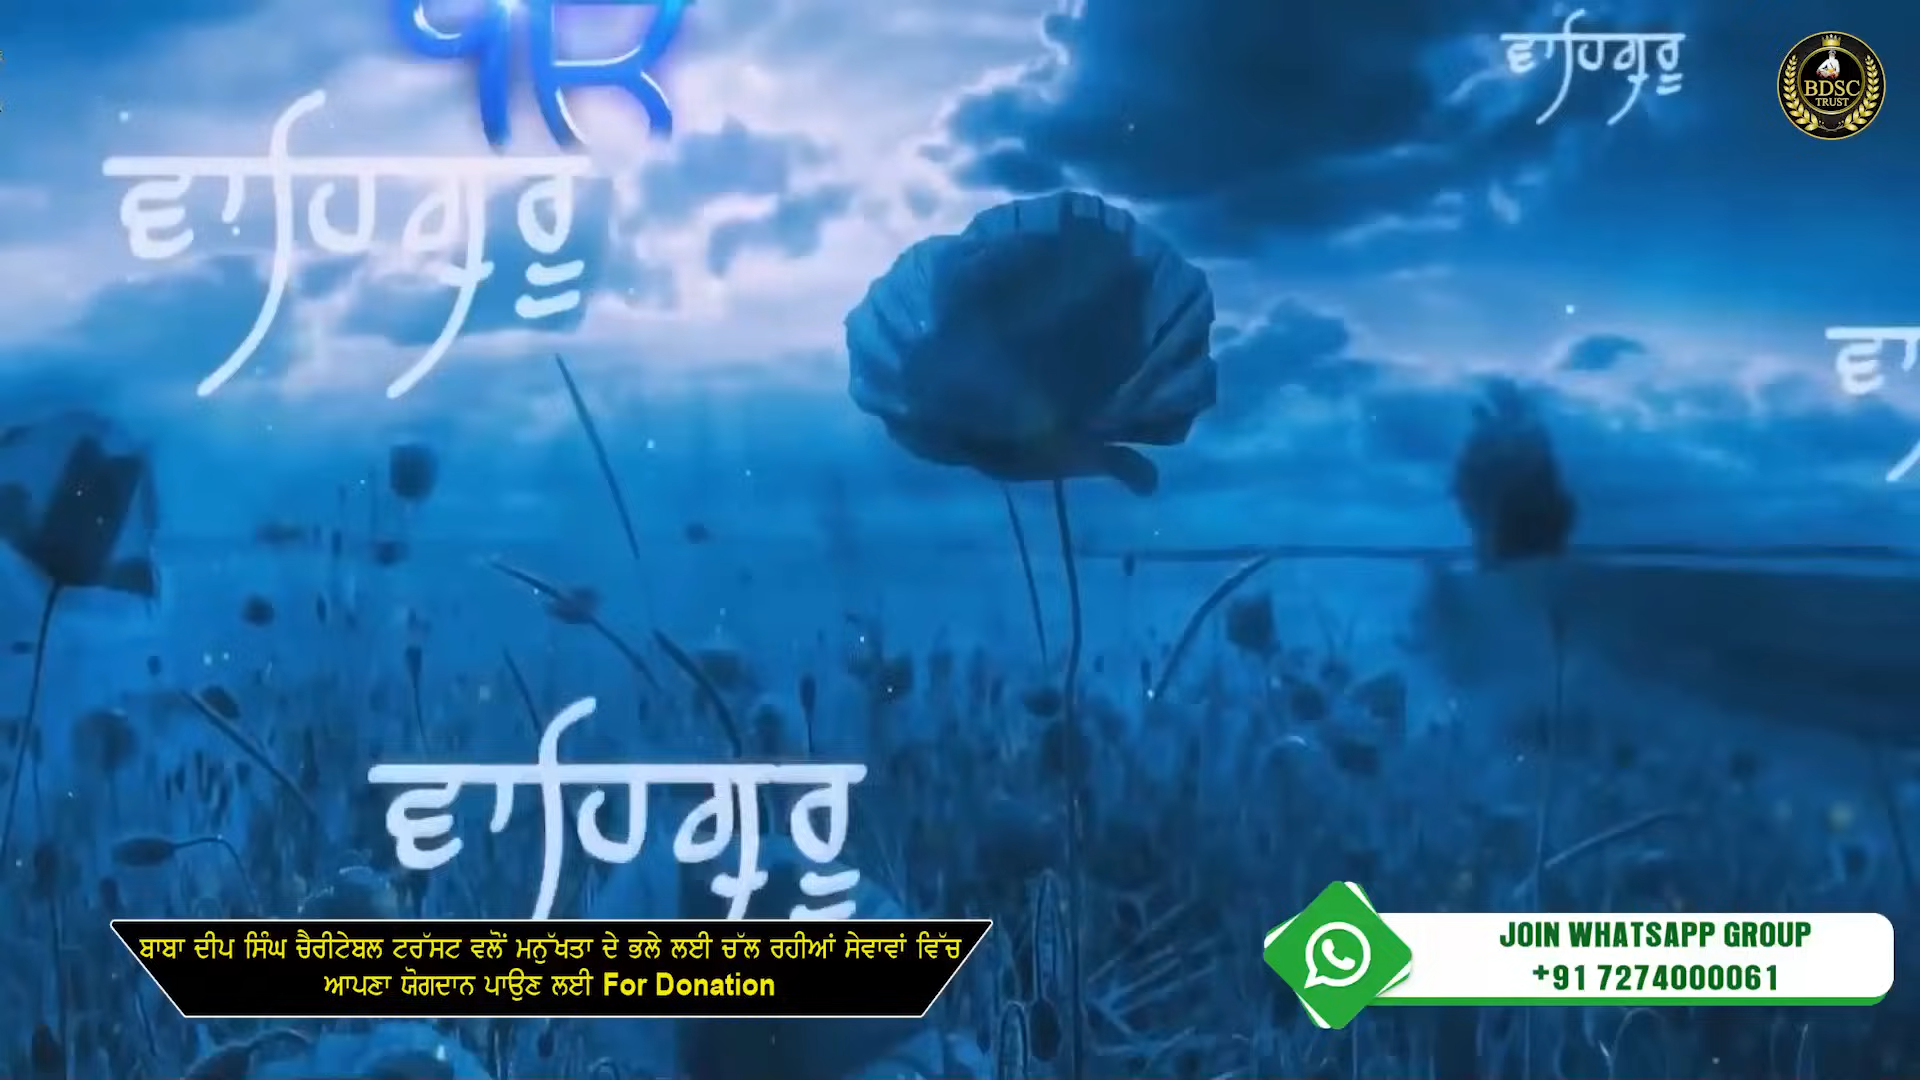 ਵਾਹਿਗੁਰੂ
BDSC
TRUST
ਵਾਹਿਗੁਰੂ
ਵਾਹਿਗੁਰੂ
ਬਾਬਾ ਦੀਪ ਸਿੰਘ ਚੈਰੀਟੇਬਲ ਟਰੱਸਟ ਵਲੋਂ ਮਨੁੱਖਤਾ ਦੇ ਭਲੇ ਲਈ ਚੱਲ ਰਹੀਆਂ ਸੇਵਾਵਾਂ ਵਿੱਚ
ਆਪਣਾ ਯੋਗਦਾਨ ਪਾਉਣ ਲਈ For Donation
JOIN WHATSAPP GROUP
+91 7274000061